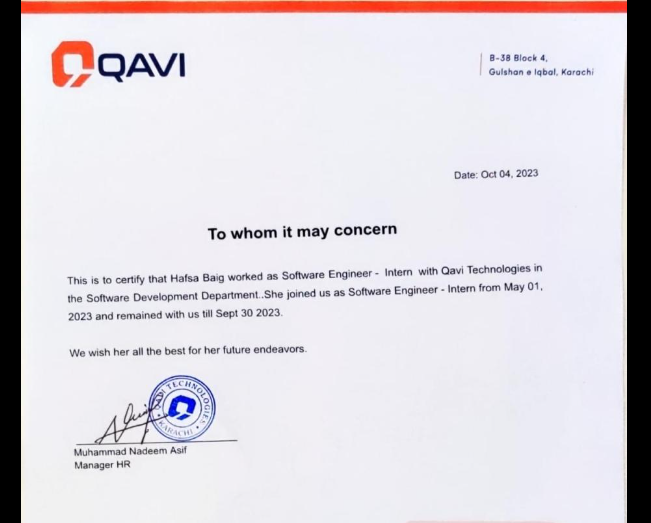 QAVI
B-38 Block 4,
Gulshan e Iqbal, Karachi
Date: Oct 04, 2023
To whom it may concern
This is to certify that Hafsa Baig worked as Software Engineer - Intern with Qavi Technologies in
the Software Development Department..She joined us as Software Engineer - Intern from May 01,
2023 and remained with us till Sept 30 2023.
We wish her all the best for her future endeavors.
QAVI TECHNOLOGIES
KARACHI
Muhammad Nadeem Asif
Manager HR